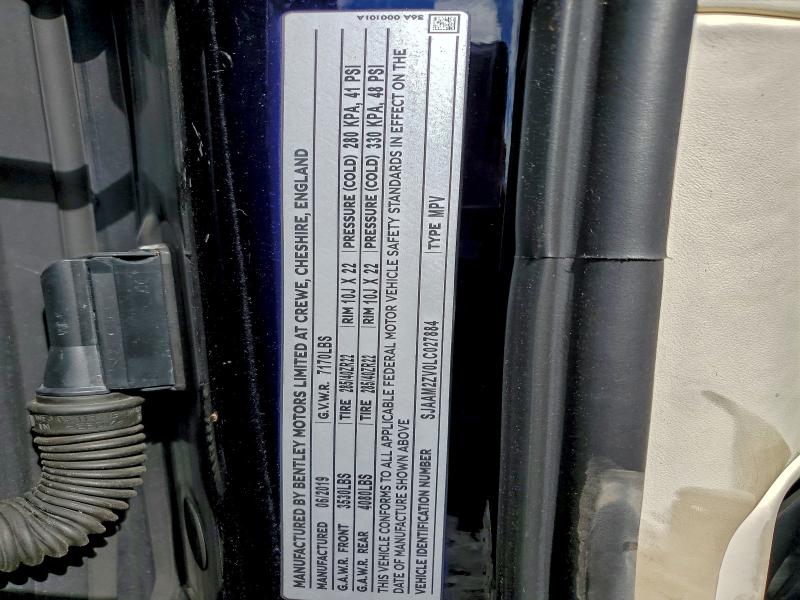 36A 000101A
MANUFACTURED BY BENTLEY MOTORS LIMITED AT CREWE, CHESHIRE, ENGLAND
MANUFACTURED 06/2019 G.V.W.R. 7170LBS
G.A.W.R. FRONT 3530LBS TIRE 285/40ZR22 RIM 10J X 22 PRESSURE (COLD) 280 KPA, 41 PSI
G.A.W.R. REAR 4080LBS TIRE 285/40ZR22 RIM 10J X 22 PRESSURE (COLD) 330 KPA, 48 PSI
THIS VEHICLE CONFORMS TO ALL APPLICABLE FEDERAL MOTOR VEHICLE SAFETY STANDARDS IN EFFECT ON THE
DATE OF MANUFACTURE SHOWN ABOVE
VEHICLE IDENTIFICATION NUMBER SJAAM2ZV0LC027884 TYPE MPV